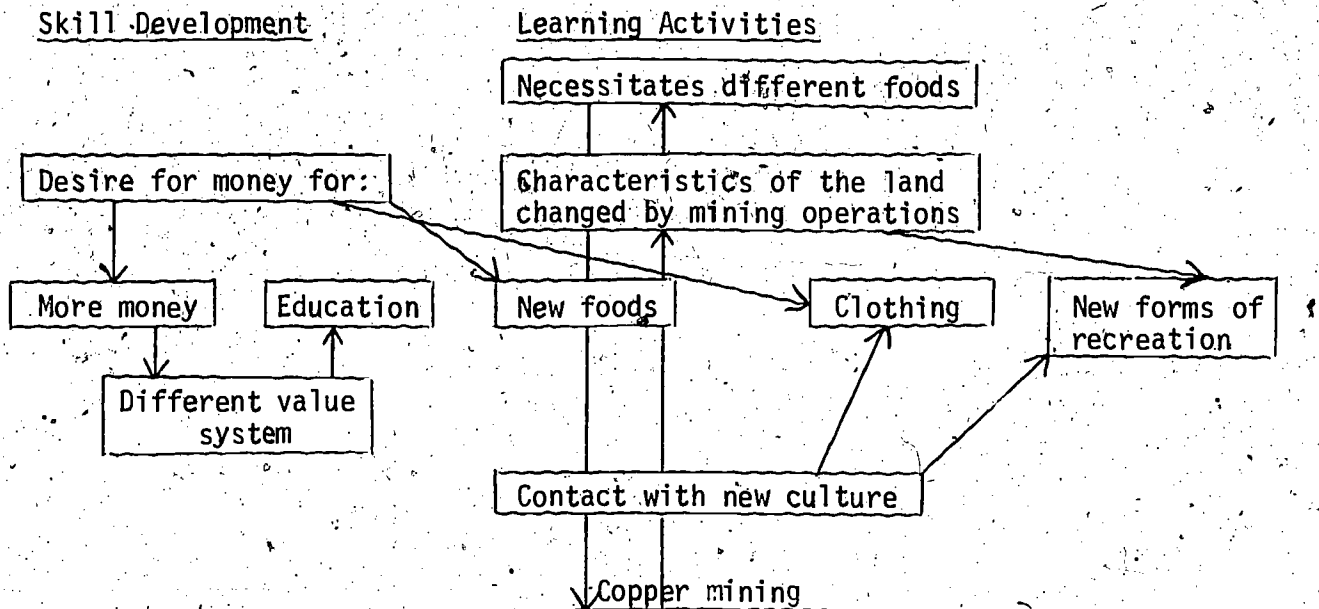 Skill Development
Learning Activities
Necessitates different foods
Desire for money for:
Characteristics of the land
changed by mining operations
More money
Education
New foods
Clothing
New forms of
recreation
Different value
system
Contact with new culture
Copper mining